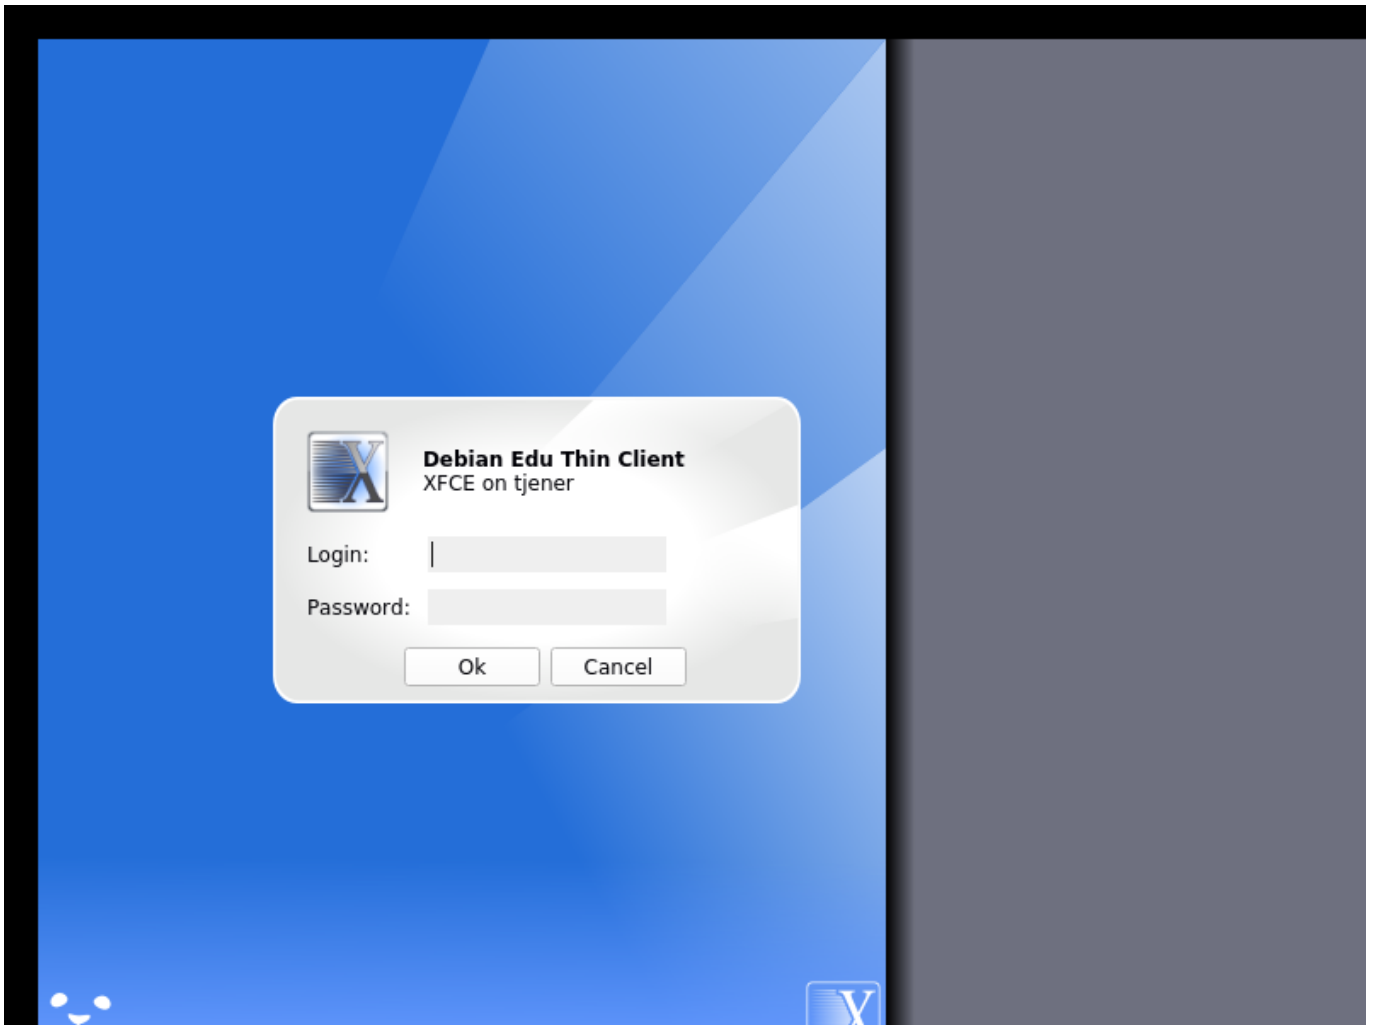 Debian Edu Thin Client
XFCE on tjener
Login:
Password:
Ok
Cancel